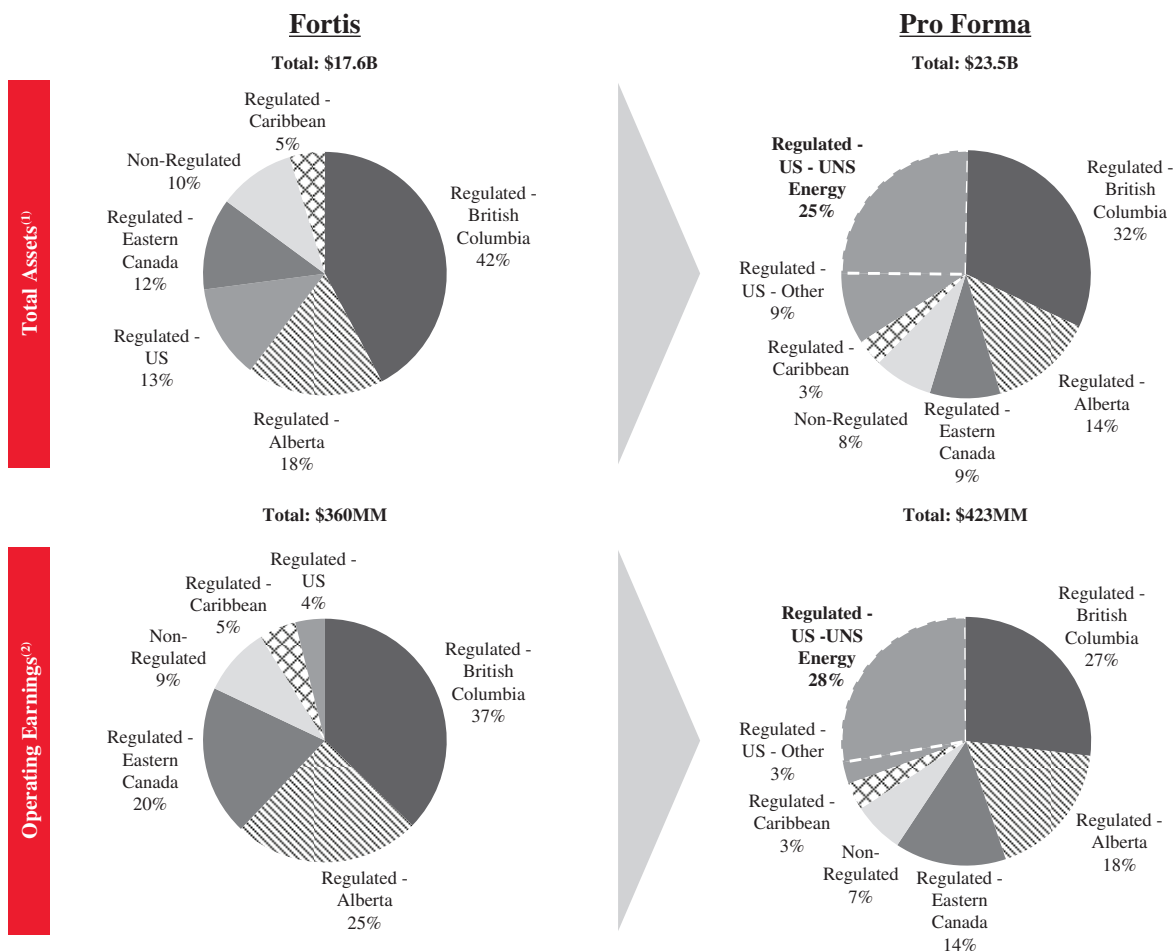 Fortis
Pro Forma
Total: $17.6B
Total: $23.5B
Total Assets(1)
Regulated -
Caribbean
5%
Non-Regulated
10%
Regulated -
Eastern
Canada
12%
Regulated -
US
13%
Regulated -
Alberta
18%
Regulated -
British
Columbia
42%
Regulated -
US - UNS
Energy
25%
Regulated -
US - Other
9%
Regulated -
Caribbean
3%
Non-Regulated
8%
Regulated -
Eastern
Canada
9%
Regulated -
Alberta
14%
Regulated -
British
Columbia
32%
Total: $360MM
Total: $423MM
Operating Earnings(2)
Regulated -
US
4%
Regulated -
Caribbean
5%
Non-
Regulated
9%
Regulated -
Eastern
Canada
20%
Regulated -
Alberta
25%
Regulated -
British
Columbia
37%
Regulated -
US -UNS
Energy
28%
Regulated -
US - Other
3%
Regulated -
Caribbean
3%
Non-
Regulated
7%
Regulated -
Eastern
Canada
14%
Regulated -
Alberta
18%
Regulated -
British
Columbia
27%